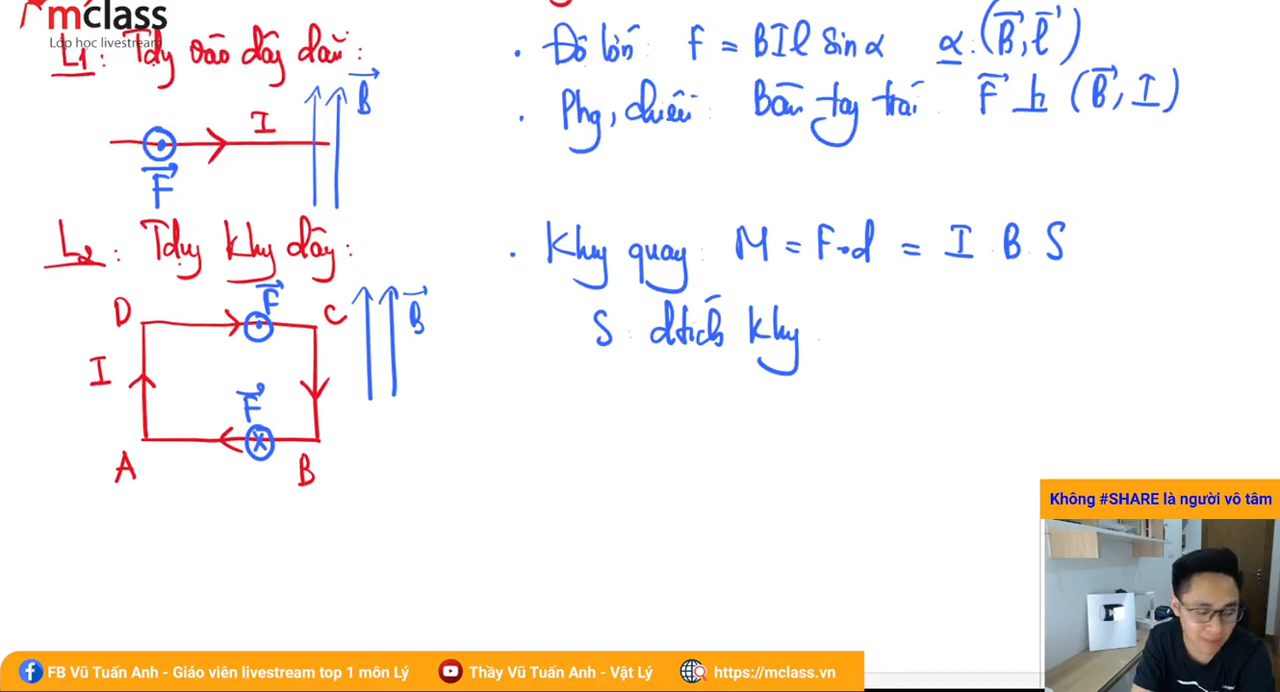 mclass
Lớp học livestream
L1: Tdụ vào dây dẫn:
I
B
F
• Độ lớn: F = BIl sin α α: (B, l)
• Phg, chiều: Bàn tay trái F ⊥ (B, I)
L2: Tdụ khg dây:
D F C B
I
F
A B
• Khg quay: M = F.d = I B S
S: dtích khg
Không #SHARE là người vô tâm
FB Vũ Tuấn Anh - Giáo viên livestream top 1 môn Lý
Thầy Vũ Tuấn Anh - Vật Lý
https://mclass.vn